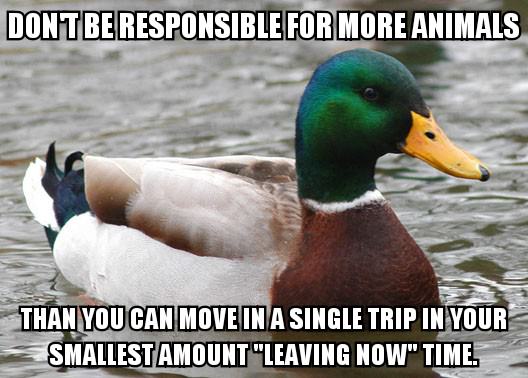 DON'T BE RESPONSIBLE FOR MORE ANIMALS
THAN YOU CAN MOVE IN A SINGLE TRIP IN YOUR
SMALLEST AMOUNT "LEAVING NOW" TIME.